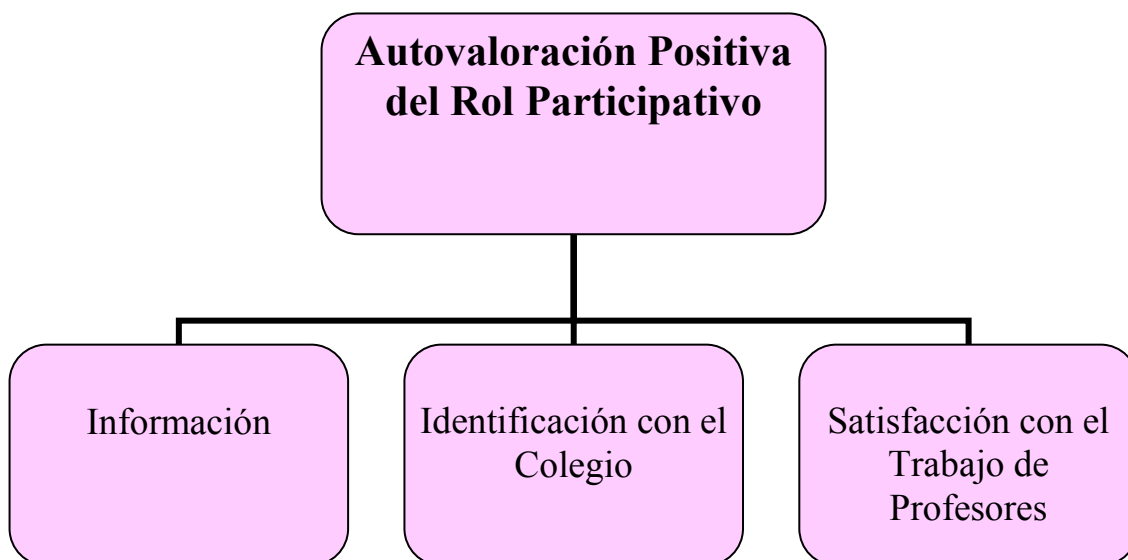 Autovaloración Positiva
del Rol Participativo
Información
Identificación con el
Colegio
Satisfacción con el
Trabajo de
Profesores